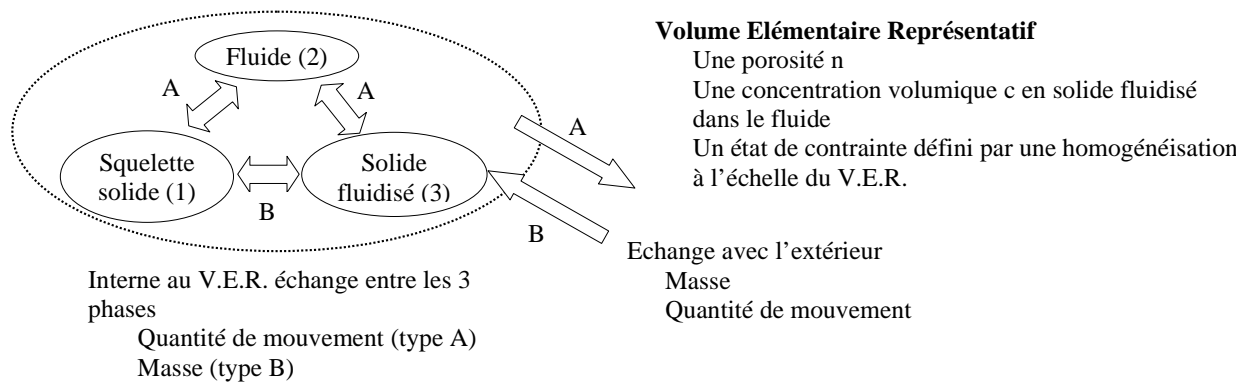 Fluide (2)
A
A
Squelette
solide (1)
Solide
fluidisé (3)
B
A
B
Volume Elémentaire Représentatif
Une porosité n
Une concentration volumique c en solide fluidisé
dans le fluide
Un état de contrainte défini par une homogénéisation
à l’échelle du V.E.R.
Echange avec l’extérieur
Masse
Quantité de mouvement
Interne au V.E.R. échange entre les 3
phases
Quantité de mouvement (type A)
Masse (type B)